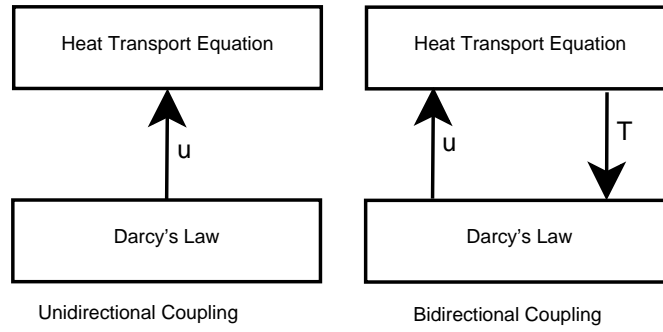 Heat Transport Equation
Heat Transport Equation
u
u
T
Darcy's Law
Darcy's Law
Unidirectional Coupling
Bidirectional Coupling